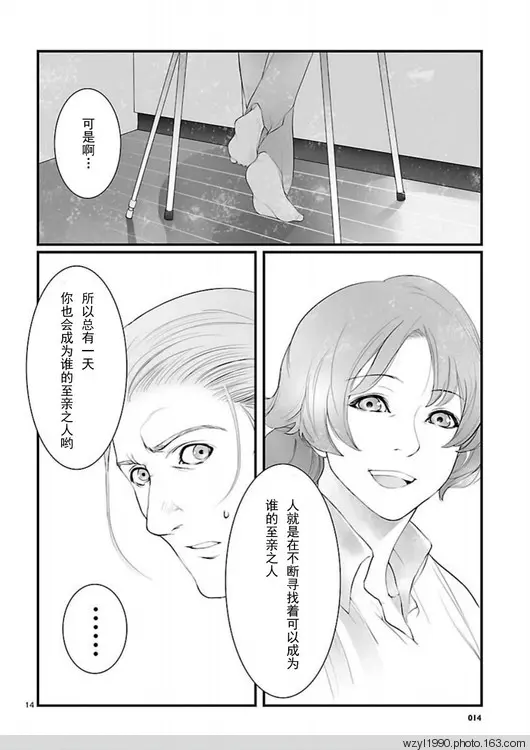 可是啊…
人就是在不断寻找着可以成为
谁的至亲之人
所以总有一天
你也会成为谁的至亲之人哟
……
14
014
wzyl1990.photo.163.com